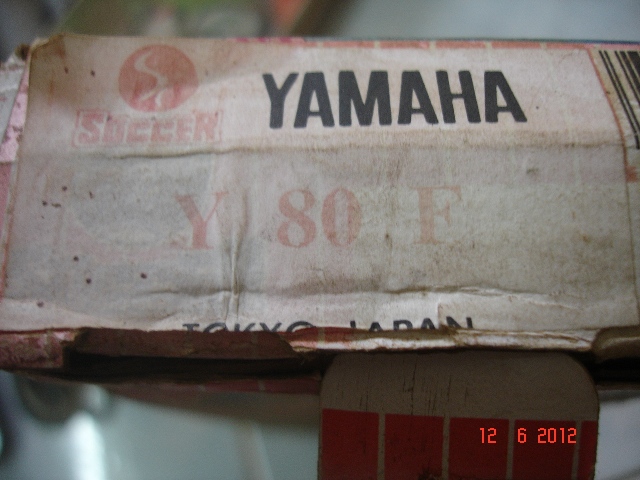 SOCCER
YAMAHA
Y 80 F
TOKYO JAPAN
12 6 2012